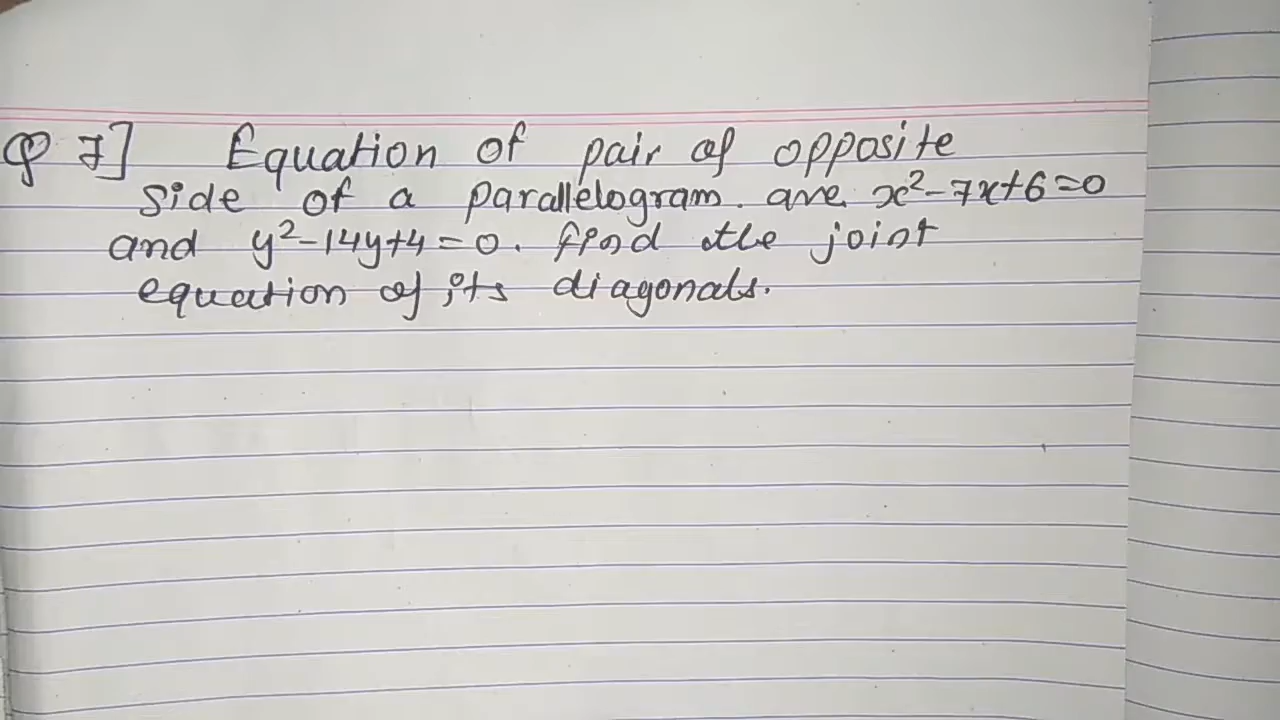 Q 7] Equation of pair of opposite
side of a parallelogram. are x²-7x+6=0
and y²-14y+4=0. find the joint
equation of its diagonals.